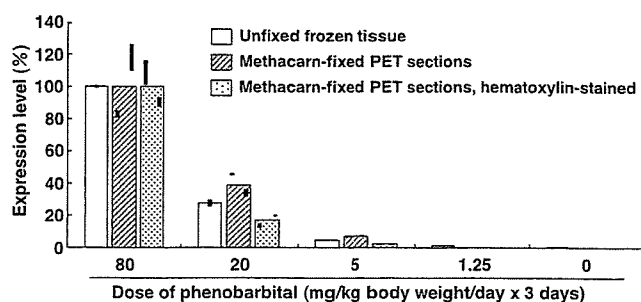 140
120
100
80
60
40
20
0
Expression level (%)
Unfixed frozen tissue
Methacarn-fixed PET sections
Methacarn-fixed PET sections, hematoxylin-stained
80 20 5 1.25 0
Dose of phenobarbital (mg/kg body weight/day x 3 days)